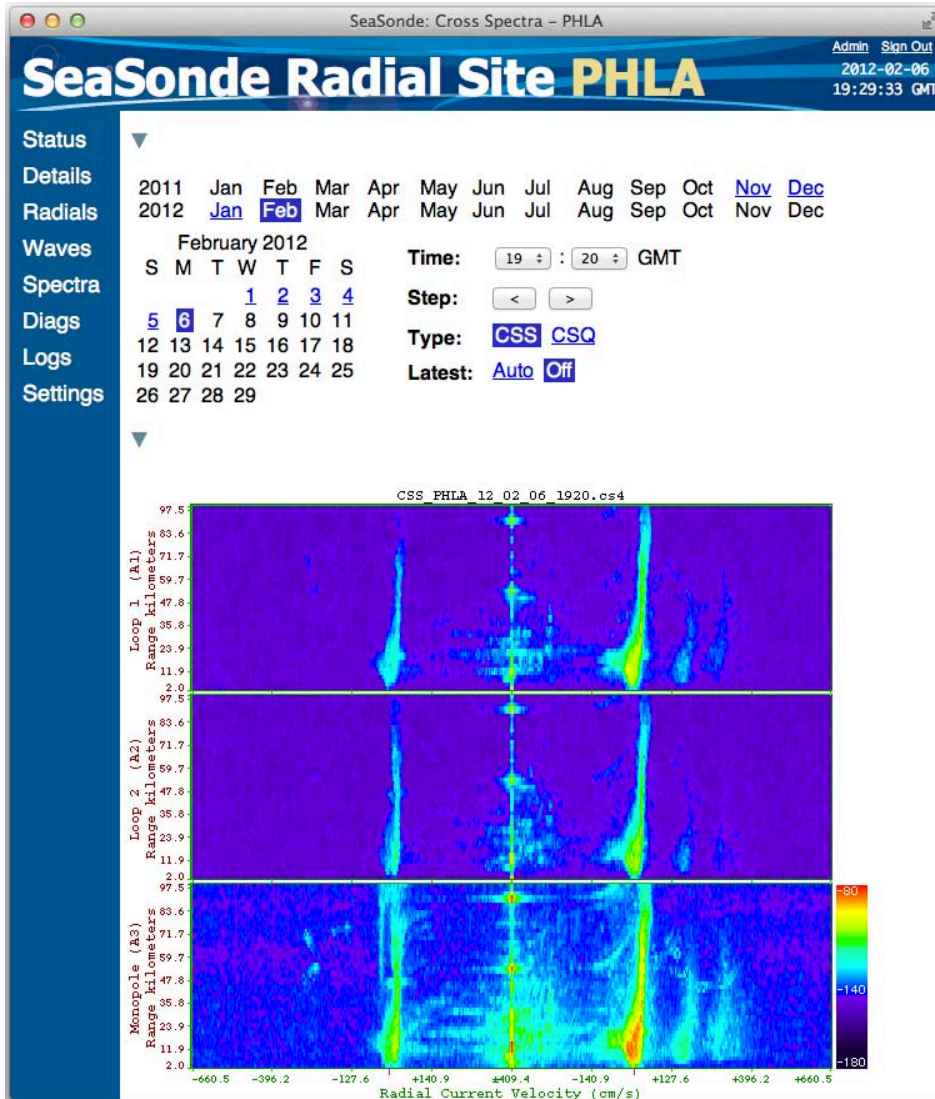 SeaSonde: Cross Spectra – PHLA
Admin Sign Out
SeaSonde Radial Site PHLA
2012-02-06
19:29:33 GMT
Status
Details
Radials
Waves
Spectra
Diags
Logs
Settings
2011 Jan Feb Mar Apr May Jun Jul Aug Sep Oct Nov Dec
2012 Jan Feb Mar Apr May Jun Jul Aug Sep Oct Nov Dec
February 2012
S M T W T F S
1 2 3 4
5 6 7 8 9 10 11
12 13 14 15 16 17 18
19 20 21 22 23 24 25
26 27 28 29
Time: 19 : 20 GMT
Step: < >
Type: CSS CSQ
Latest: Auto Off
CSS_PHLA_12_02_06_1920.cs4
Loop 1 (A1)
Range kilometers
97.5
83.6
71.7
59.7
47.8
35.8
23.9
11.9
2.0
Loop 2 (A2)
Range kilometers
97.5
83.6
71.7
59.7
47.8
35.8
23.9
11.9
2.0
Monopole (A3)
Range kilometers
97.5
83.6
71.7
59.7
47.8
35.8
23.9
11.9
2.0
-80
-140
-180
-660.5 -396.2 -127.6 +140.9 ±409.4 -140.9 +127.6 +396.2 +660.5
Radial Current Velocity (cm/s)